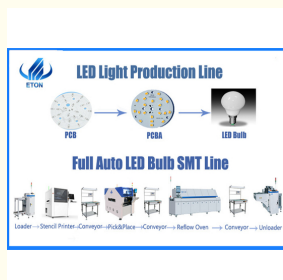 ETON
LED Light Production Line
PCB
PCBA
LED Bulb
Full Auto LED Bulb SMT Line
Loader→Stencil Printer→Conveyor→Pick&Place→Conveyor→Reflow Oven→Conveyor→Unloader